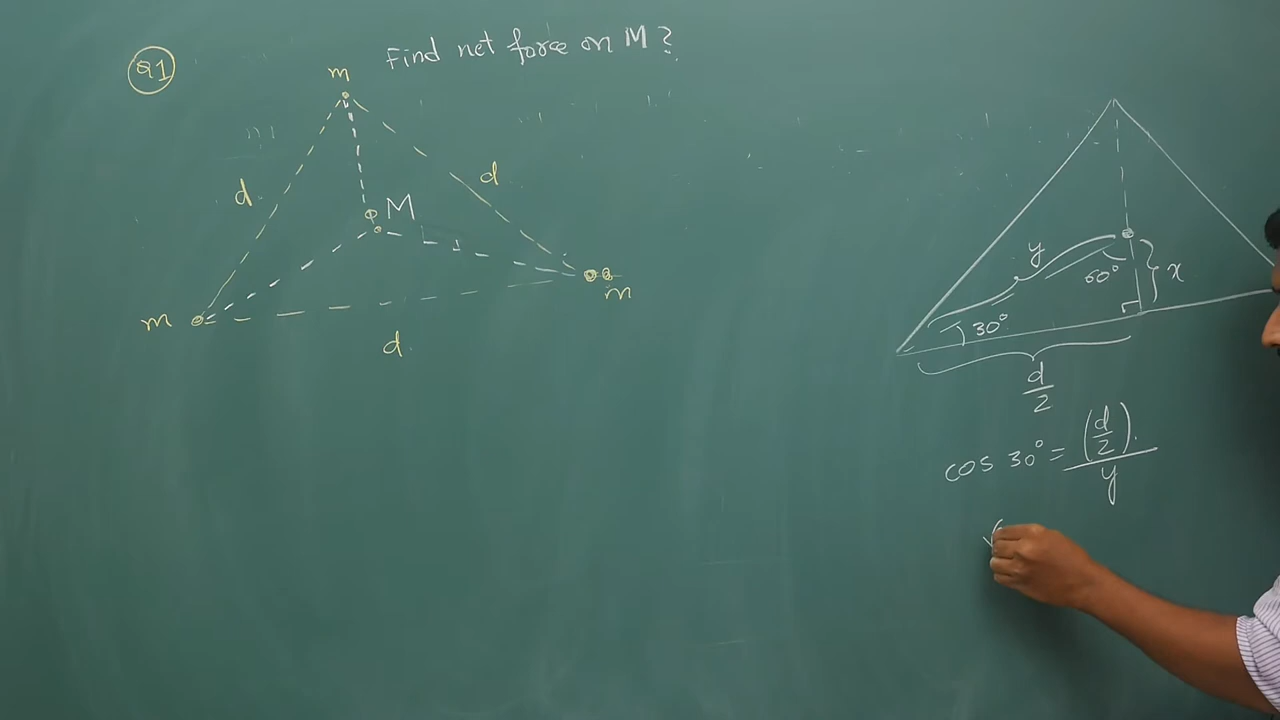 Q1
Find net force on M?
m
d
d
M
m
m
d
y
60°
x
30°
d
2
cos 30° = (d/2)
y